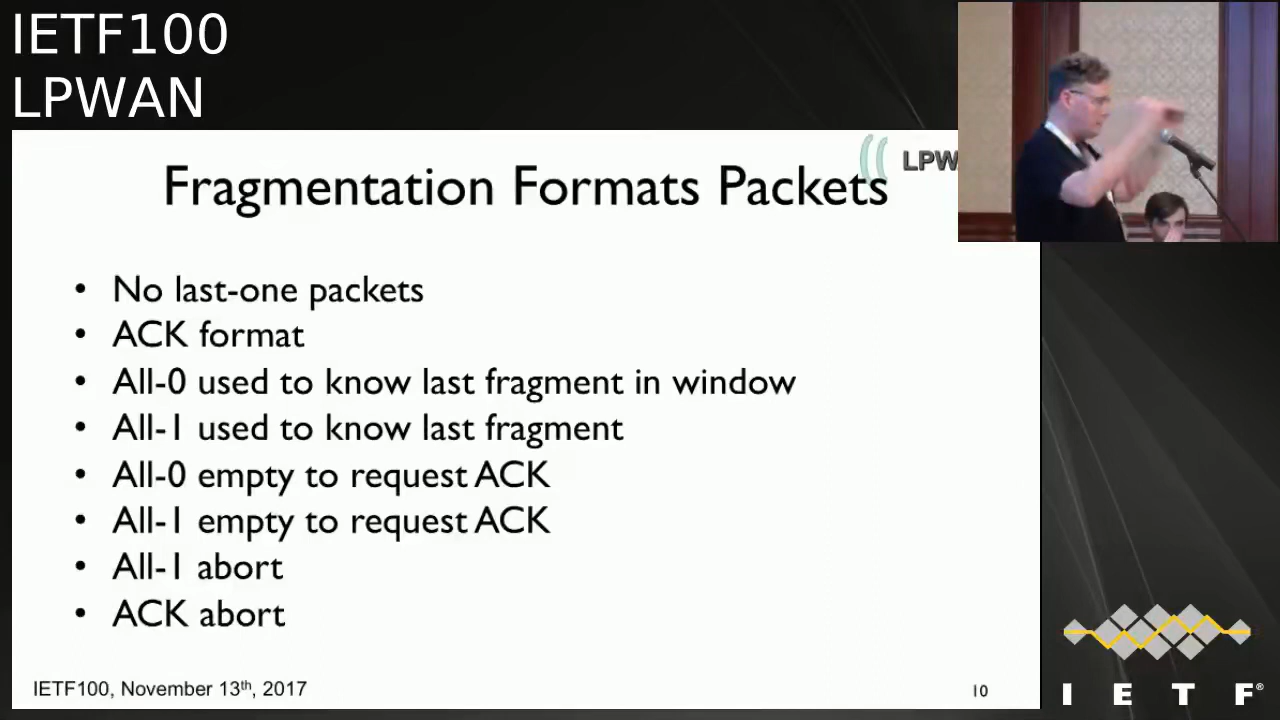 IETF100
LPWAN
LPW
Fragmentation Formats Packets
• No last-one packets
• ACK format
• All-0 used to know last fragment in window
• All-1 used to know last fragment
• All-0 empty to request ACK
• All-1 empty to request ACK
• All-1 abort
• ACK abort
IETF100, November 13th, 2017
10
I E T F®